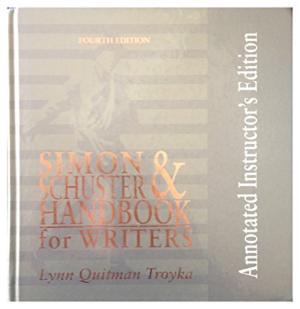 FOURTH EDITION
SIMON &
SCHUSTER
HANDBOOK
for WRITERS
Lynn Quitman Troyka
Annotated Instructor's Edition